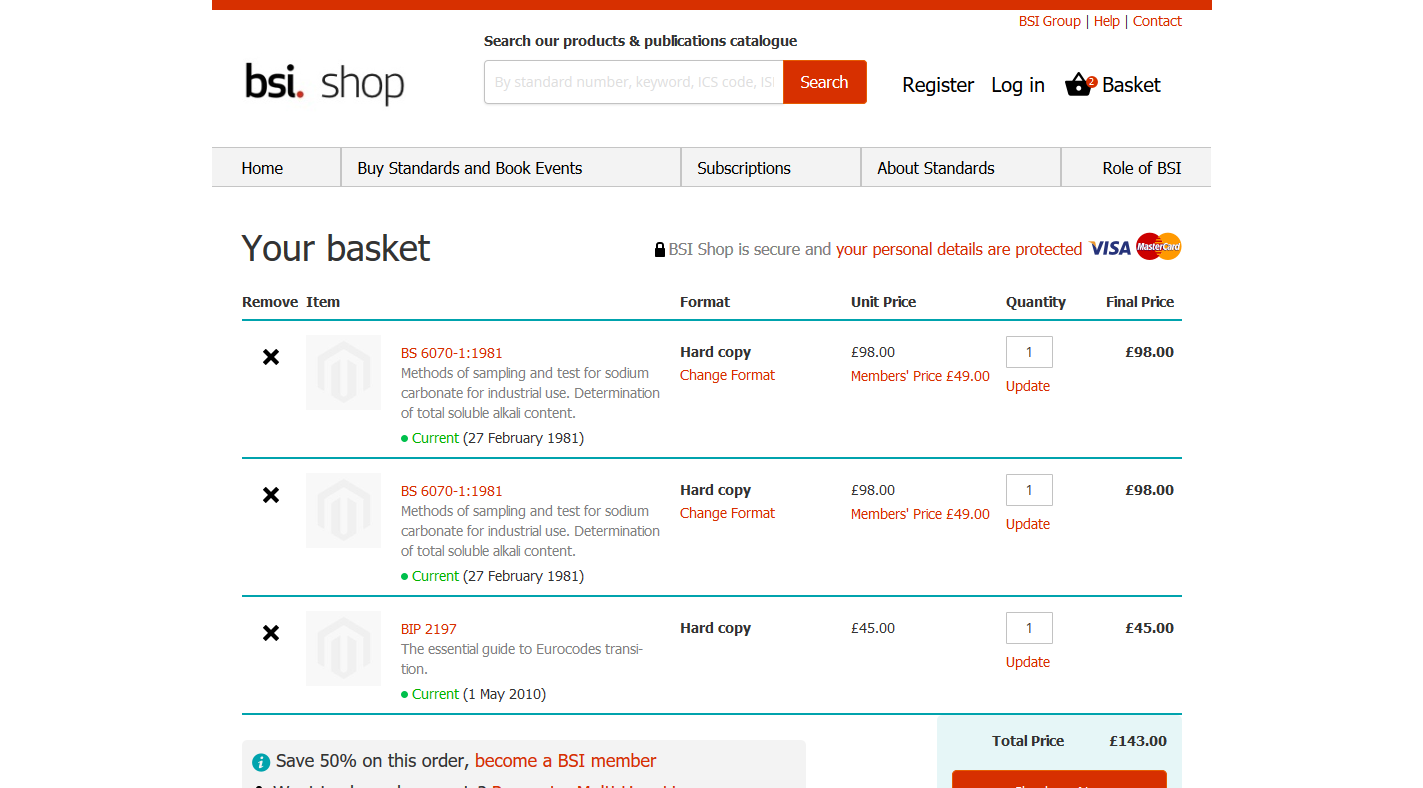 BSI Group | Help | Contact
Search our products & publications catalogue
bsi. shop
By standard number, keyword, ICS code, ISI
Search
Register Log in 2 Basket
Home Buy Standards and Book Events Subscriptions About Standards Role of BSI
Your basket
BSI Shop is secure and your personal details are protected VISA MasterCard
Remove Item Format Unit Price Quantity Final Price
BS 6070-1:1981 Hard copy £98.00 1 £98.00
Methods of sampling and test for sodium Change Format Members' Price £49.00
carbonate for industrial use. Determination Update
of total soluble alkali content.
Current (27 February 1981)
BS 6070-1:1981 Hard copy £98.00 1 £98.00
Methods of sampling and test for sodium Change Format Members' Price £49.00
carbonate for industrial use. Determination Update
of total soluble alkali content.
Current (27 February 1981)
BIP 2197 Hard copy £45.00 1 £45.00
The essential guide to Eurocodes transi-
tion. Update
Current (1 May 2010)
Total Price £143.00
i Save 50% on this order, become a BSI member